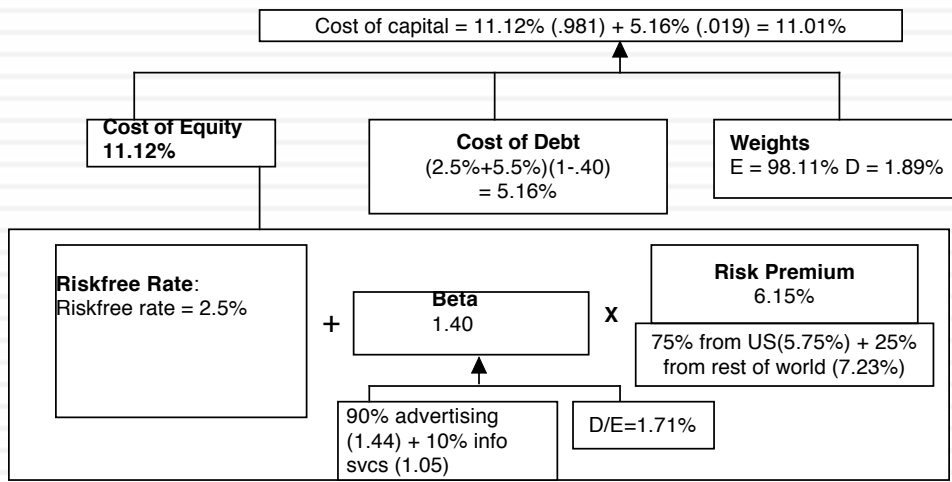 Cost of capital = 11.12% (.981) + 5.16% (.019) = 11.01%
Cost of Equity
11.12%
Cost of Debt
(2.5%+5.5%)(1-.40)
= 5.16%
Weights
E = 98.11% D = 1.89%
Riskfree Rate:
Riskfree rate = 2.5%
+
Beta
1.40
X
Risk Premium
6.15%
75% from US(5.75%) + 25%
from rest of world (7.23%)
90% advertising
(1.44) + 10% info
svcs (1.05)
D/E=1.71%